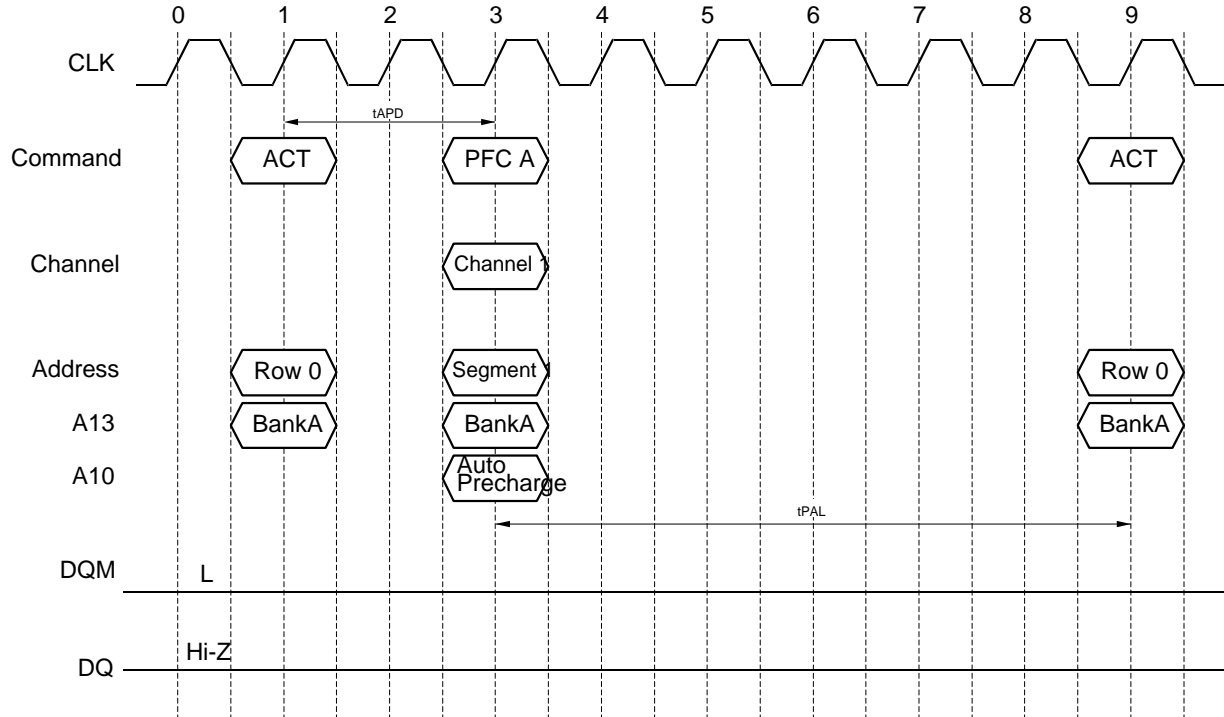 0 1 2 3 4 5 6 7 8 9
CLK
tAPD
Command ACT PFC A ACT
Channel Channel 1
Address Row 0 Segment 1 Row 0
A13 BankA BankA BankA
A10 Auto
Precharge
tPAL
DQM L
DQ Hi-Z